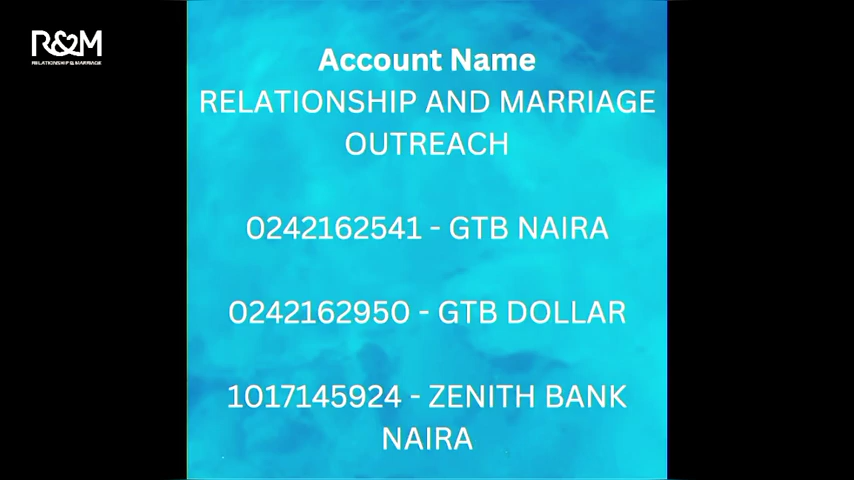 R&M
RELATIONSHIP & MARRIAGE
Account Name
RELATIONSHIP AND MARRIAGE
OUTREACH
0242162541 - GTB NAIRA
0242162950 - GTB DOLLAR
1017145924 - ZENITH BANK
NAIRA